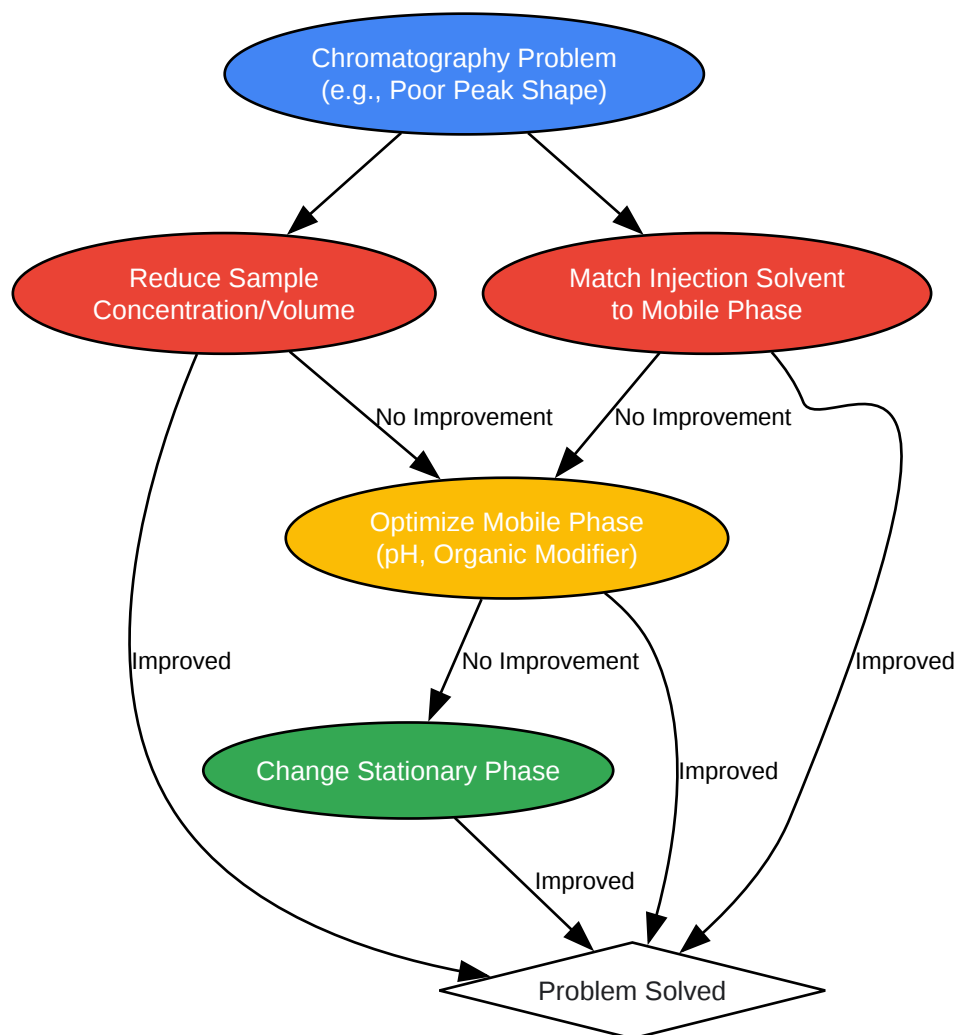 Chromatography Problem
(e.g., Poor Peak Shape)
Reduce Sample
Concentration/Volume
Match Injection Solvent
to Mobile Phase
No Improvement
No Improvement
Optimize Mobile Phase
(pH, Organic Modifier)
Improved
No Improvement
Improved
Change Stationary Phase
Improved
Improved
Problem Solved